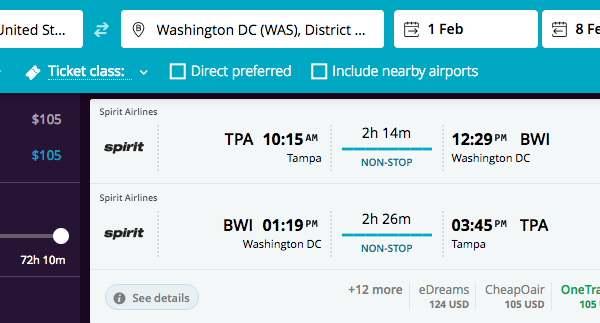 United St...
Washington DC (WAS), District ...
1 Feb
8 Fe
Ticket class:
Direct preferred
Include nearby airports
$105
$105
72h 10m
Spirit Airlines
spirit
TPA 10:15 AM
Tampa
2h 14m
NON-STOP
12:29 PM BWI
Washington DC
Spirit Airlines
spirit
BWI 01:19 PM
Washington DC
2h 26m
NON-STOP
03:45 PM TPA
Tampa
See details
+12 more
eDreams
124 USD
CheapOair
105 USD
OneTra
105